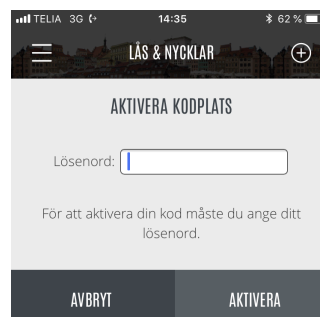 TELIA 3G 14:35 62 %
LÅS & NYCKLAR
AKTIVERA KODPLATS
Lösenord:
För att aktivera din kod måste du ange ditt
lösenord.
AVBRYT AKTIVERA